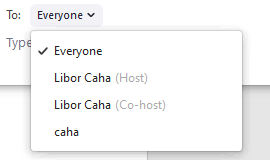 To: Everyone
Type
Everyone
Libor Caha (Host)
Libor Caha (Co-host)
caha